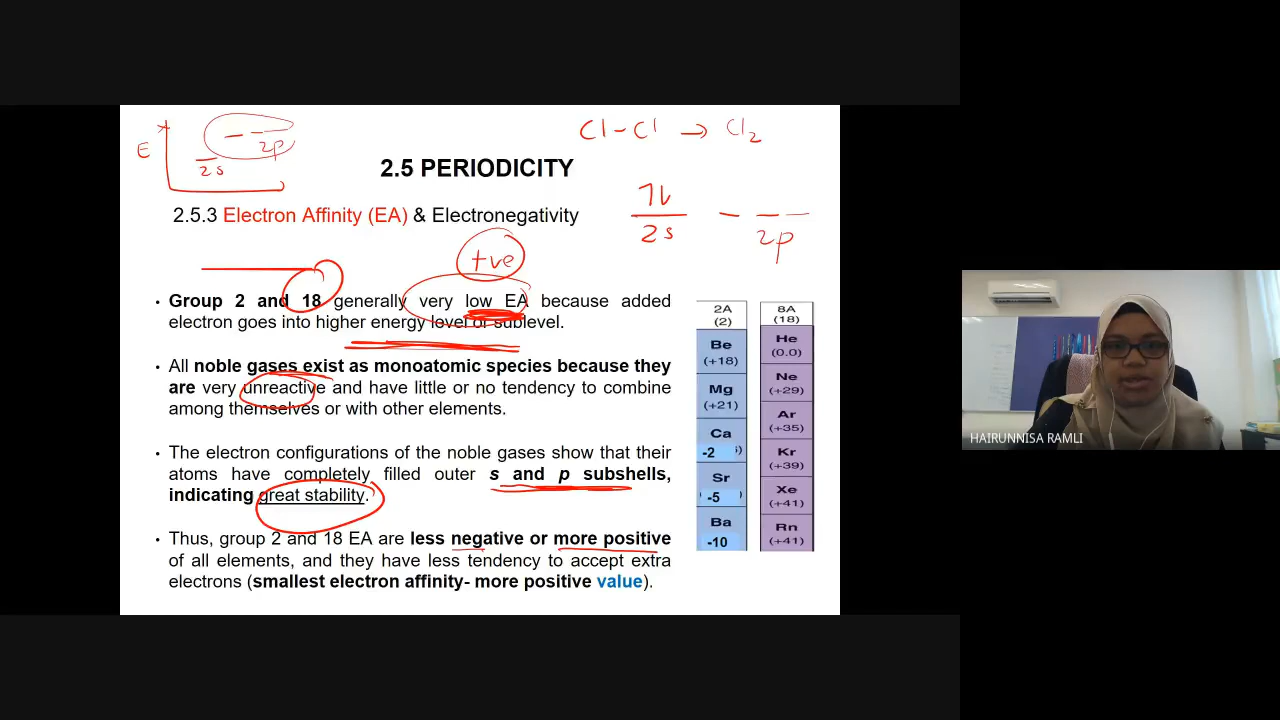 E
2s
2p
Cl-Cl → Cl2
2.5 PERIODICITY
2.5.3 Electron Affinity (EA) & Electronegativity
2s
2p
+ve
• Group 2 and 18 generally very low EA because added
electron goes into higher energy level or sublevel.
• All noble gases exist as monoatomic species because they
are very unreactive and have little or no tendency to combine
among themselves or with other elements.
• The electron configurations of the noble gases show that their
atoms have completely filled outer s and p subshells,
indicating great stability.
• Thus, group 2 and 18 EA are less negative or more positive
of all elements, and they have less tendency to accept extra
electrons (smallest electron affinity- more positive value).
2A
(2)
Be
(+18)
Mg
(+21)
Ca
-2
Sr
-5
Ba
-10
8A
(18)
He
(0.0)
Ne
(+29)
Ar
(+35)
Kr
(+39)
Xe
(+41)
Rn
(+41)
HAIRUNNISA RAMLI